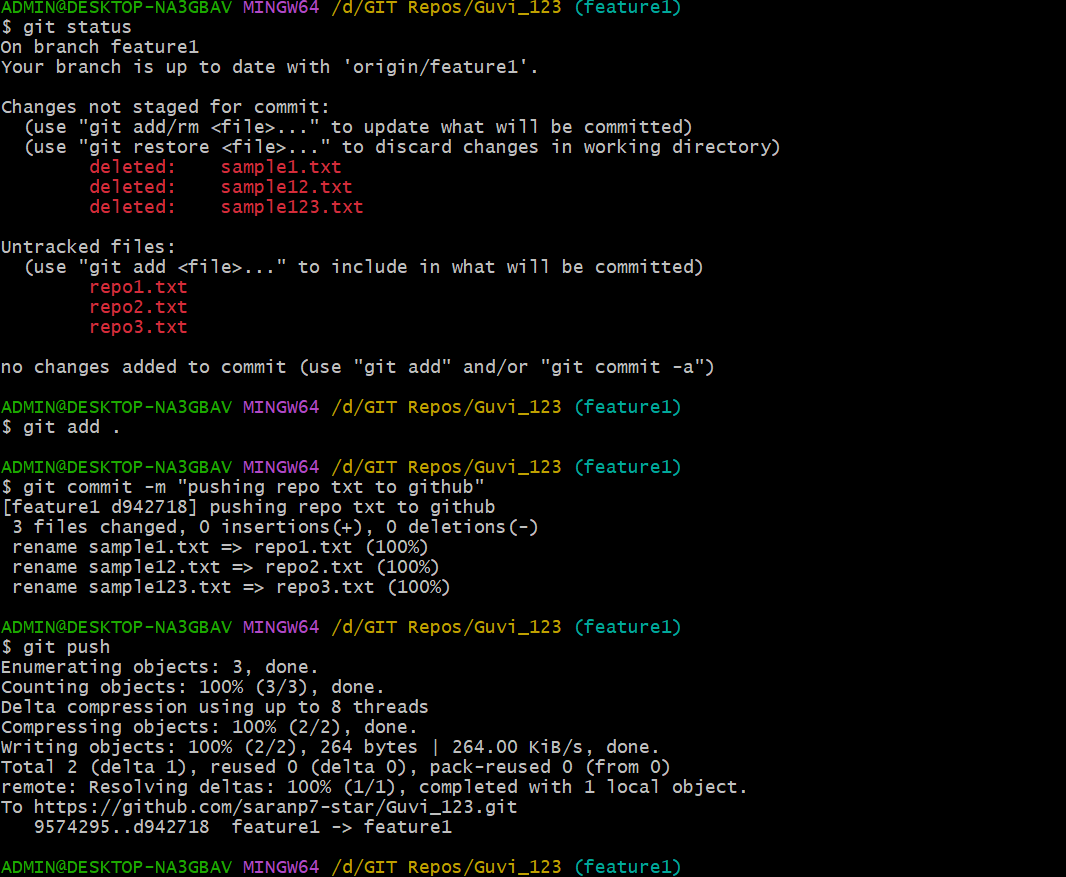 ADMIN@DESKTOP-NA3GBAV MINGW64 /d/GIT Repos/Guvi_123 (feature1)
$ git status
On branch feature1
Your branch is up to date with 'origin/feature1'.
Changes not staged for commit:
  (use "git add/rm <file>..." to update what will be committed)
  (use "git restore <file>..." to discard changes in working directory)
        deleted:    sample1.txt
        deleted:    sample12.txt
        deleted:    sample123.txt
Untracked files:
  (use "git add <file>..." to include in what will be committed)
        repo1.txt
        repo2.txt
        repo3.txt
no changes added to commit (use "git add" and/or "git commit -a")
ADMIN@DESKTOP-NA3GBAV MINGW64 /d/GIT Repos/Guvi_123 (feature1)
$ git add .
ADMIN@DESKTOP-NA3GBAV MINGW64 /d/GIT Repos/Guvi_123 (feature1)
$ git commit -m "pushing repo txt to github"
[feature1 d942718] pushing repo txt to github
 3 files changed, 0 insertions(+), 0 deletions(-)
 rename sample1.txt => repo1.txt (100%)
 rename sample12.txt => repo2.txt (100%)
 rename sample123.txt => repo3.txt (100%)
ADMIN@DESKTOP-NA3GBAV MINGW64 /d/GIT Repos/Guvi_123 (feature1)
$ git push
Enumerating objects: 3, done.
Counting objects: 100% (3/3), done.
Delta compression using up to 8 threads
Compressing objects: 100% (2/2), done.
Writing objects: 100% (2/2), 264 bytes | 264.00 KiB/s, done.
Total 2 (delta 1), reused 0 (delta 0), pack-reused 0 (from 0)
remote: Resolving deltas: 100% (1/1), completed with 1 local object.
To https://github.com/saranp7-star/Guvi_123.git
   9574295..d942718  feature1 -> feature1
ADMIN@DESKTOP-NA3GBAV MINGW64 /d/GIT Repos/Guvi_123 (feature1)